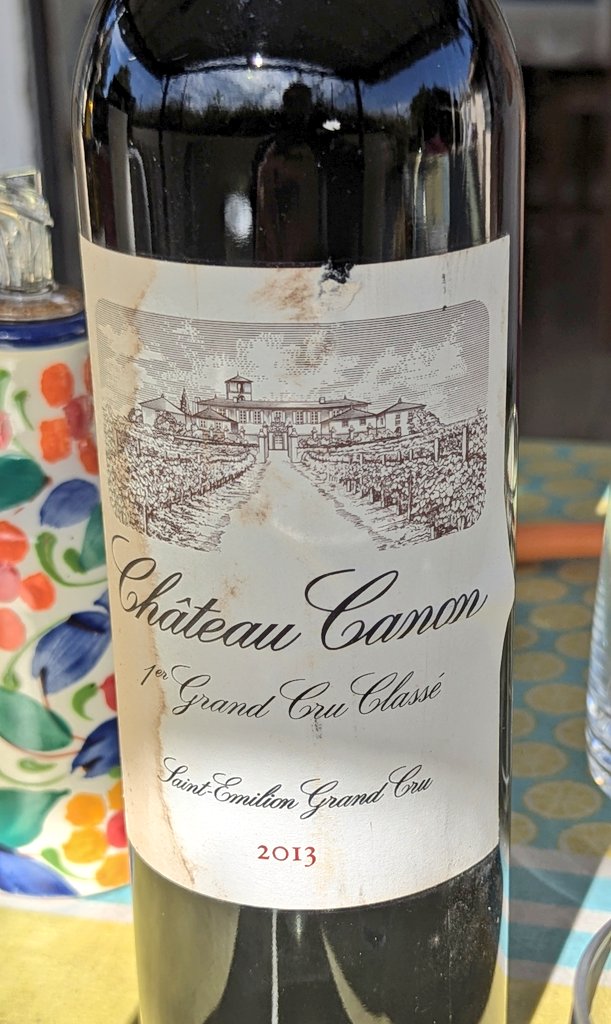 Château Canon
1er Grand Cru Classé
Saint-Emilion Grand Cru
2013